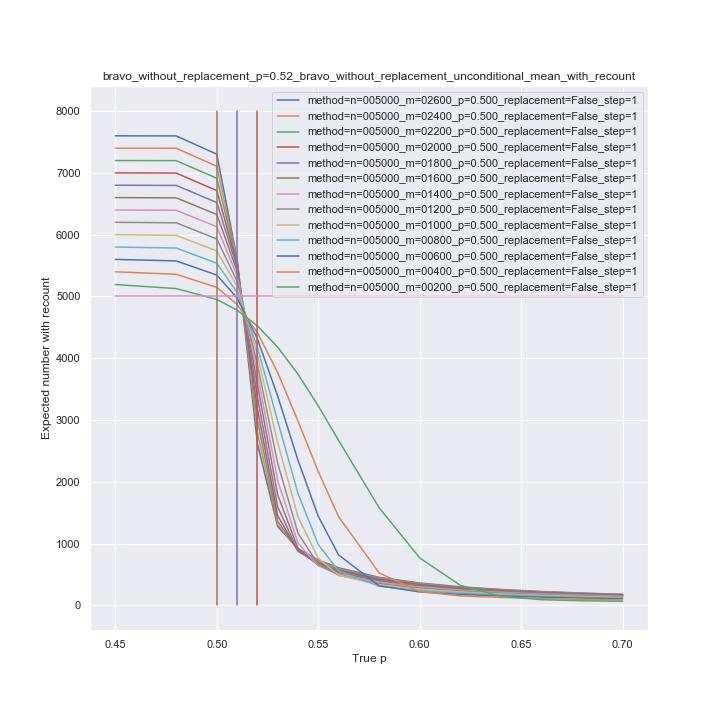 bravo_without_replacement_p=0.52_bravo_without_replacement_unconditional_mean_with_recount
method=n=005000_m=02600_p=0.500_replacement=False_step=1
method=n=005000_m=02400_p=0.500_replacement=False_step=1
method=n=005000_m=02200_p=0.500_replacement=False_step=1
method=n=005000_m=02000_p=0.500_replacement=False_step=1
method=n=005000_m=01800_p=0.500_replacement=False_step=1
method=n=005000_m=01600_p=0.500_replacement=False_step=1
method=n=005000_m=01400_p=0.500_replacement=False_step=1
method=n=005000_m=01200_p=0.500_replacement=False_step=1
method=n=005000_m=01000_p=0.500_replacement=False_step=1
method=n=005000_m=00800_p=0.500_replacement=False_step=1
method=n=005000_m=00600_p=0.500_replacement=False_step=1
method=n=005000_m=00400_p=0.500_replacement=False_step=1
method=n=005000_m=00200_p=0.500_replacement=False_step=1
Expected number with recount
8000
7000
6000
5000
4000
3000
2000
1000
0
0.45 0.50 0.55 0.60 0.65 0.70
True p